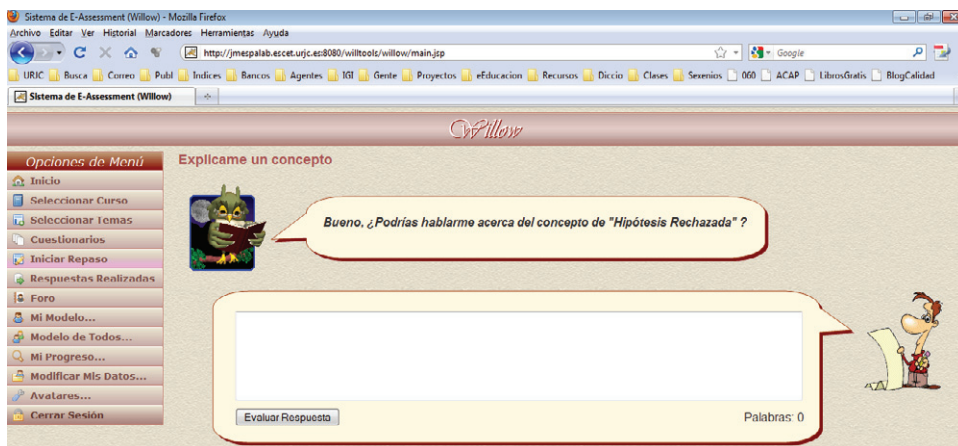 Sistema de E-Assessment (Willow) - Mozilla Firefox
Archivo Editar Ver Historial Marcadores Herramientas Ayuda
http://jmespalab.escet.urjc.es:8080/willtools/willow/main.jsp
Google
URJC Busca Correo Publ Indices Bancos Agentes IGI Gente Proyectos eEducacion Recursos Diccio Clases Sexenios 060 ACAP LibrosGratis BlogCalidad
Sistema de E-Assessment (Willow)
Willow
Opciones de Menú
Inicio
Seleccionar Curso
Seleccionar Temas
Cuestionarios
Iniciar Repaso
Respuestas Realizadas
Foro
Mi Modelo...
Modelo de Todos...
Mi Progreso...
Modificar Mis Datos...
Avatares...
Cerrar Sesión
Explicame un concepto
Bueno, ¿Podrías hablarme acerca del concepto de "Hipótesis Rechazada" ?
Evaluar Respuesta
Palabras: 0